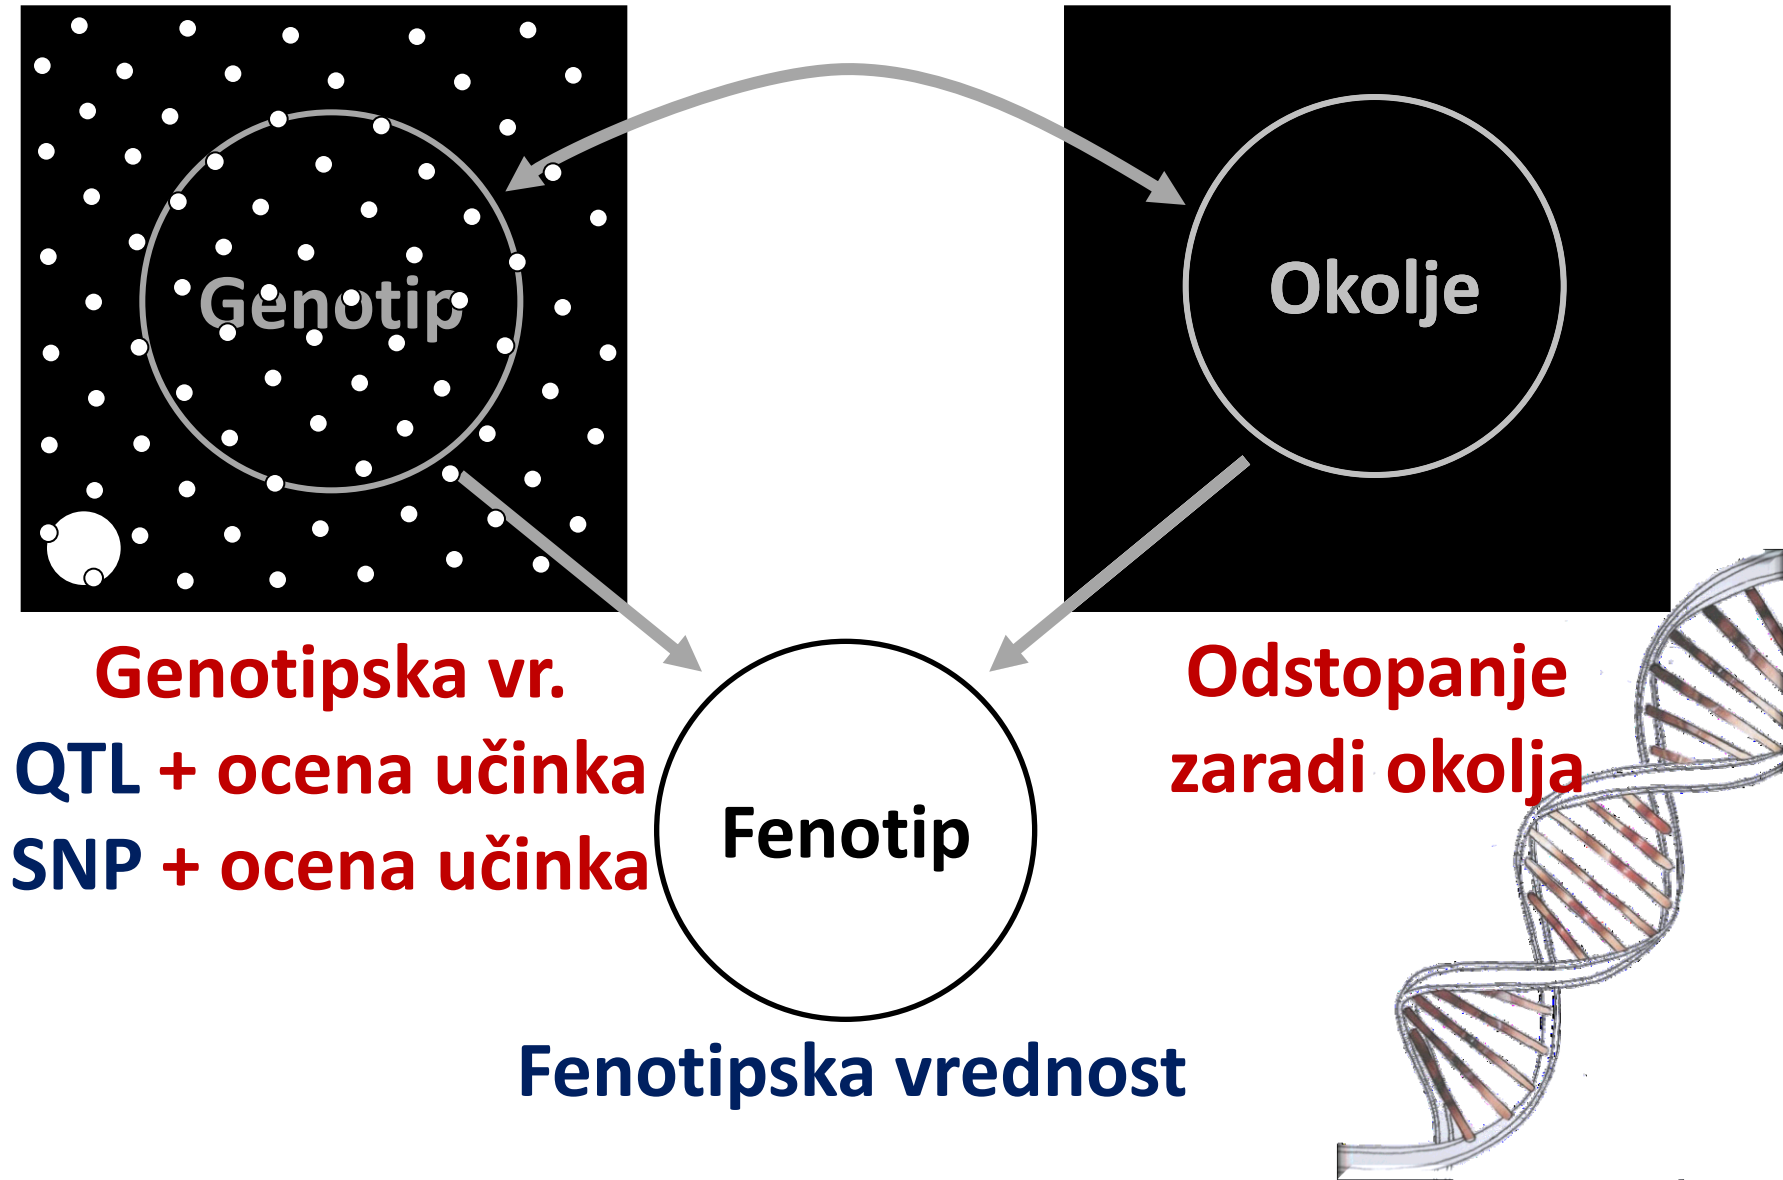 Genotip
Okolje
Genotipska vr.
QTL + ocena učinka
SNP + ocena učinka
Odstopanje
zaradi okolja
Fenotip
Fenotipska vrednost